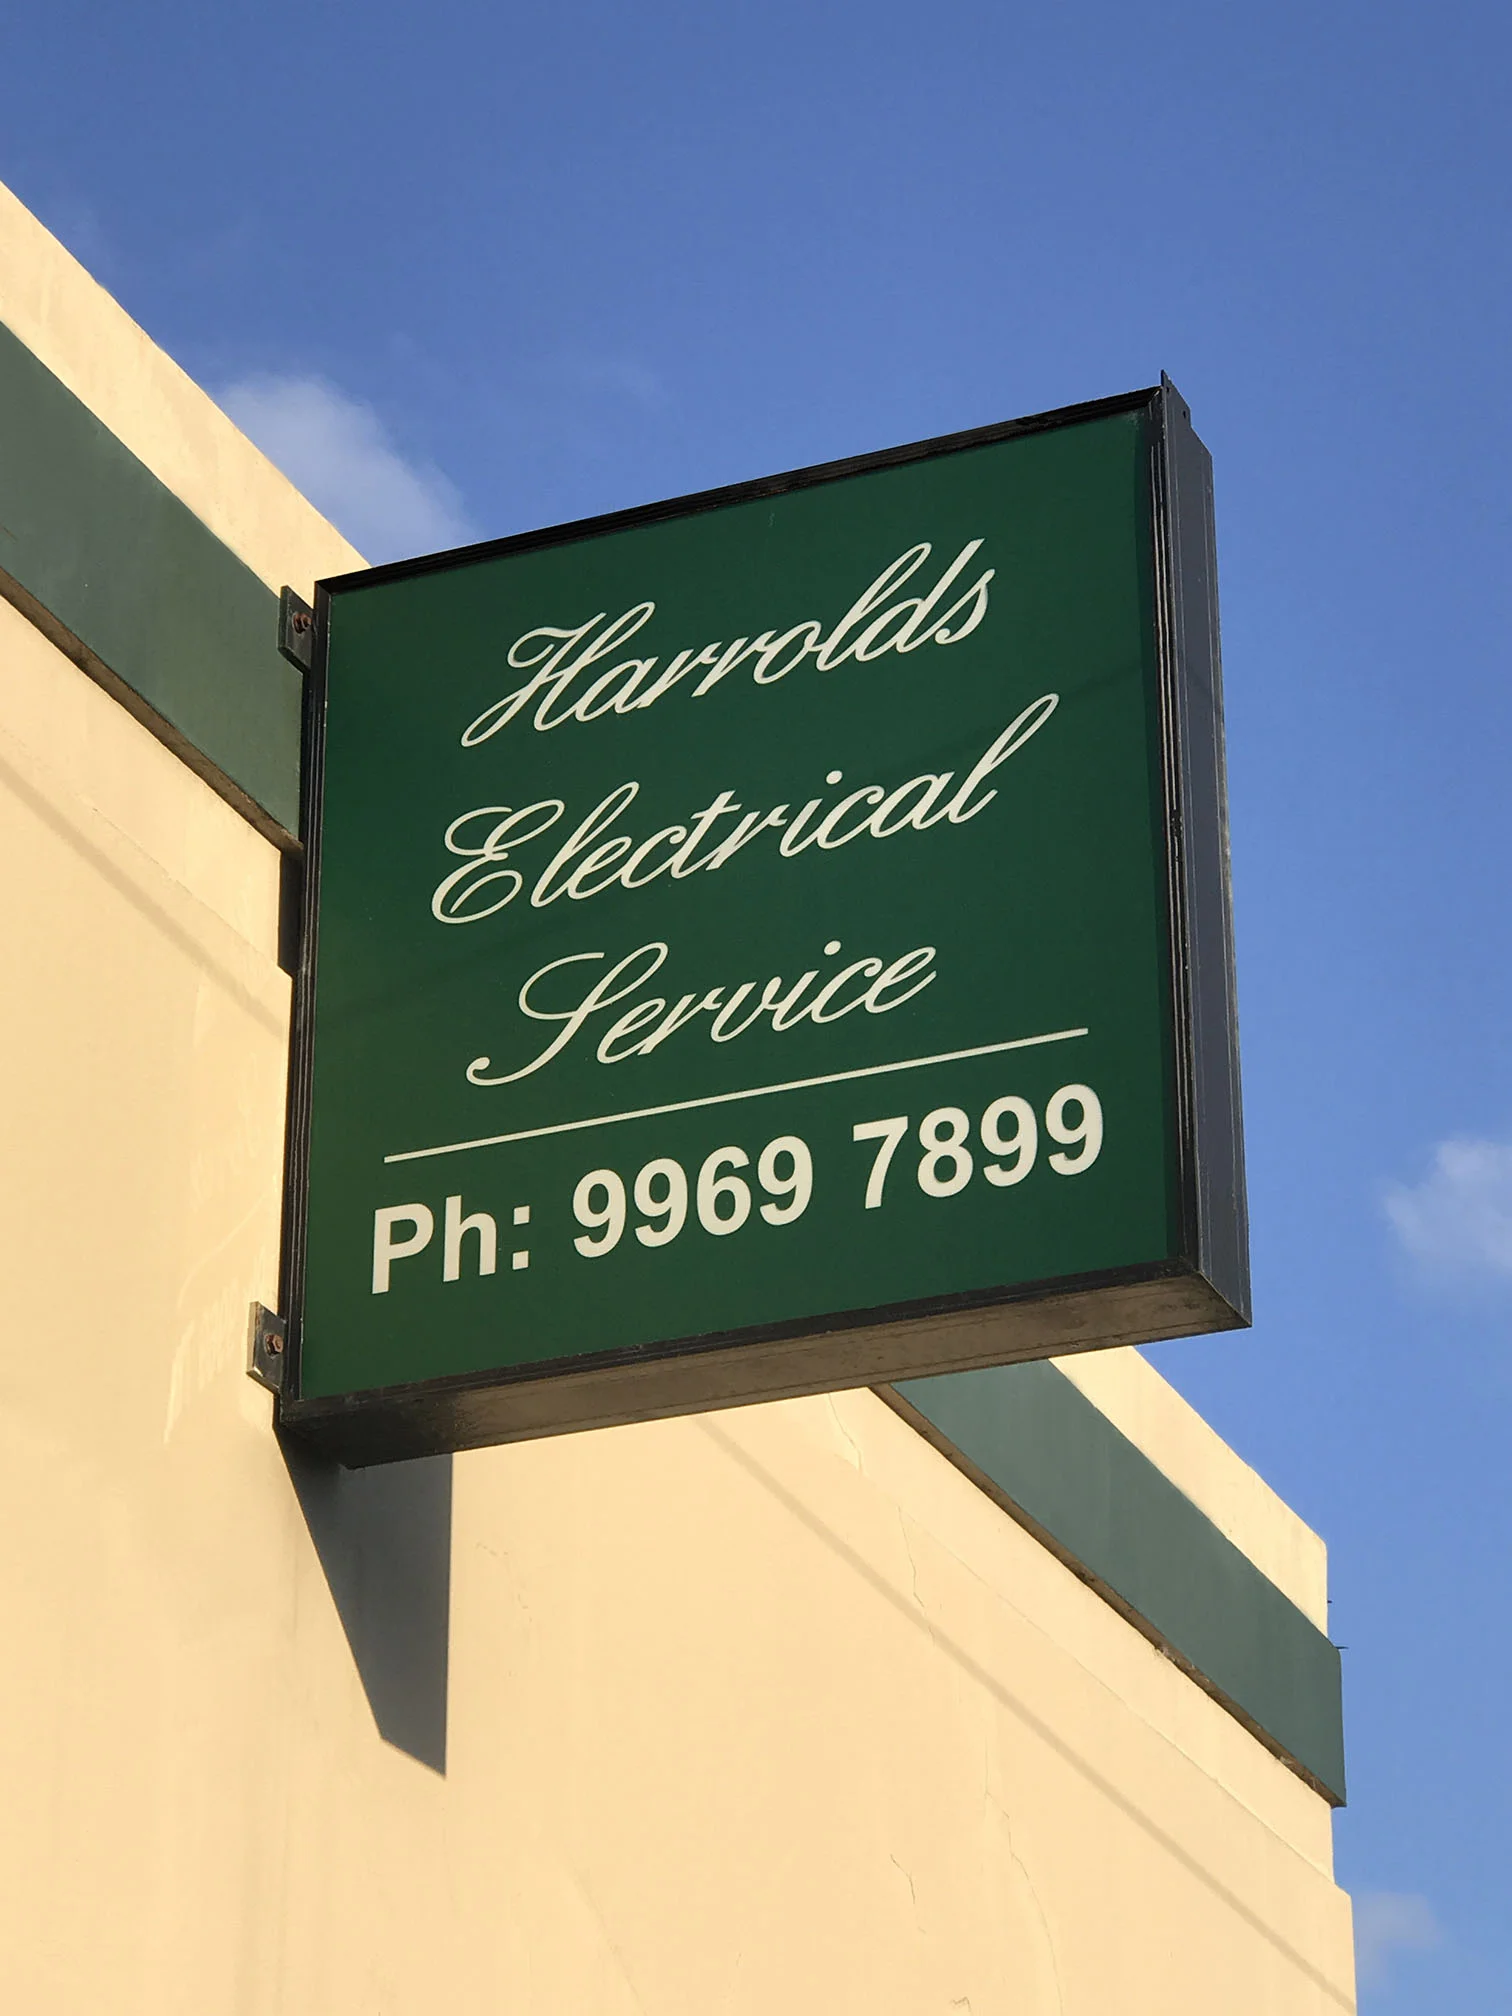 Harrolds
Electrical
Service
Ph: 9969 7899